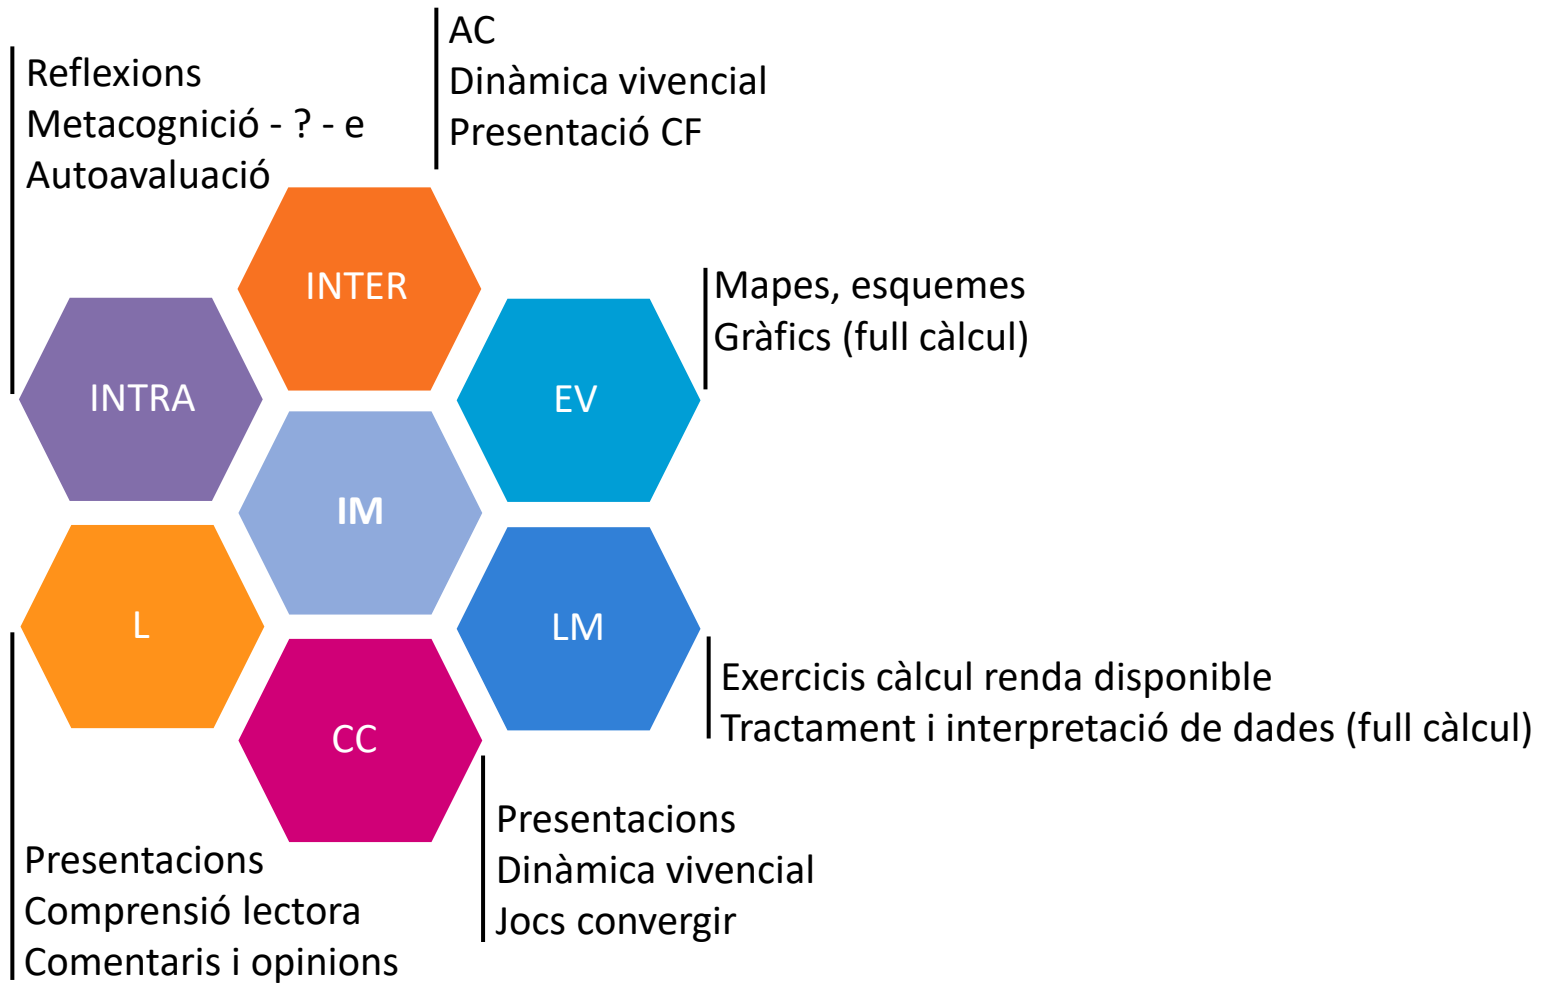 AC
Dinàmica vivencial
Presentació CF
Reflexions
Metacognició - ? - e
Autoavaluació
INTER
Mapes, esquemes
Gràfics (full càlcul)
INTRA
EV
IM
L
LM
Exercicis càlcul renda disponible
Tractament i interpretació de dades (full càlcul)
CC
Presentacions
Dinàmica vivencial
Jocs convergir
Presentacions
Comprensió lectora
Comentaris i opinions